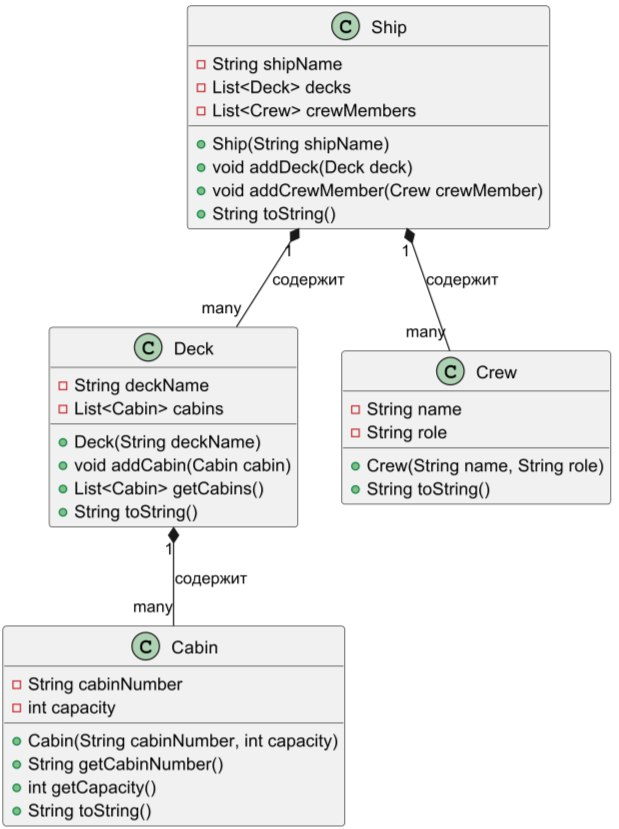 C Ship
String shipName
List<Deck> decks
List<Crew> crewMembers
Ship(String shipName)
void addDeck(Deck deck)
void addCrewMember(Crew crewMember)
String toString()
1
1
содержит
содержит
many
many
C Deck
String deckName
List<Cabin> cabins
Deck(String deckName)
void addCabin(Cabin cabin)
List<Cabin> getCabins()
String toString()
C Crew
String name
String role
Crew(String name, String role)
String toString()
1
содержит
many
C Cabin
String cabinNumber
int capacity
Cabin(String cabinNumber, int capacity)
String getCabinNumber()
int getCapacity()
String toString()